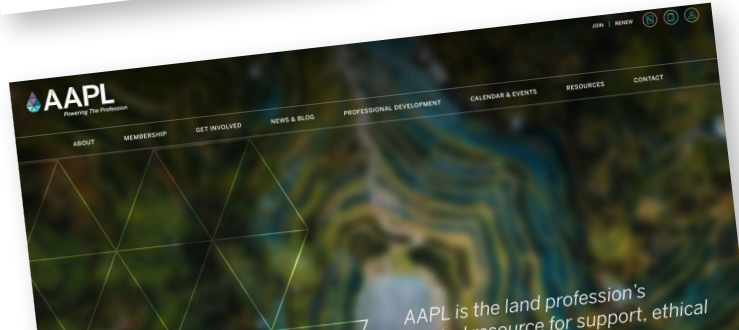 JOIN | RENEW
AAPL
Powering The Profession
ABOUT MEMBERSHIP GET INVOLVED NEWS & BLOG PROFESSIONAL DEVELOPMENT CALENDAR & EVENTS RESOURCES CONTACT
AAPL is the land profession's
resource for support, ethical